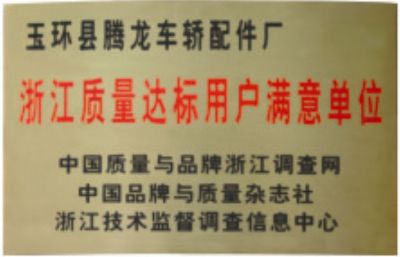 玉环县腾龙车轿配件厂
浙江质量达标用户满意单位
中国质量与品牌浙江调查网
中国品牌与质量杂志社
浙江技术监督调查信息中心